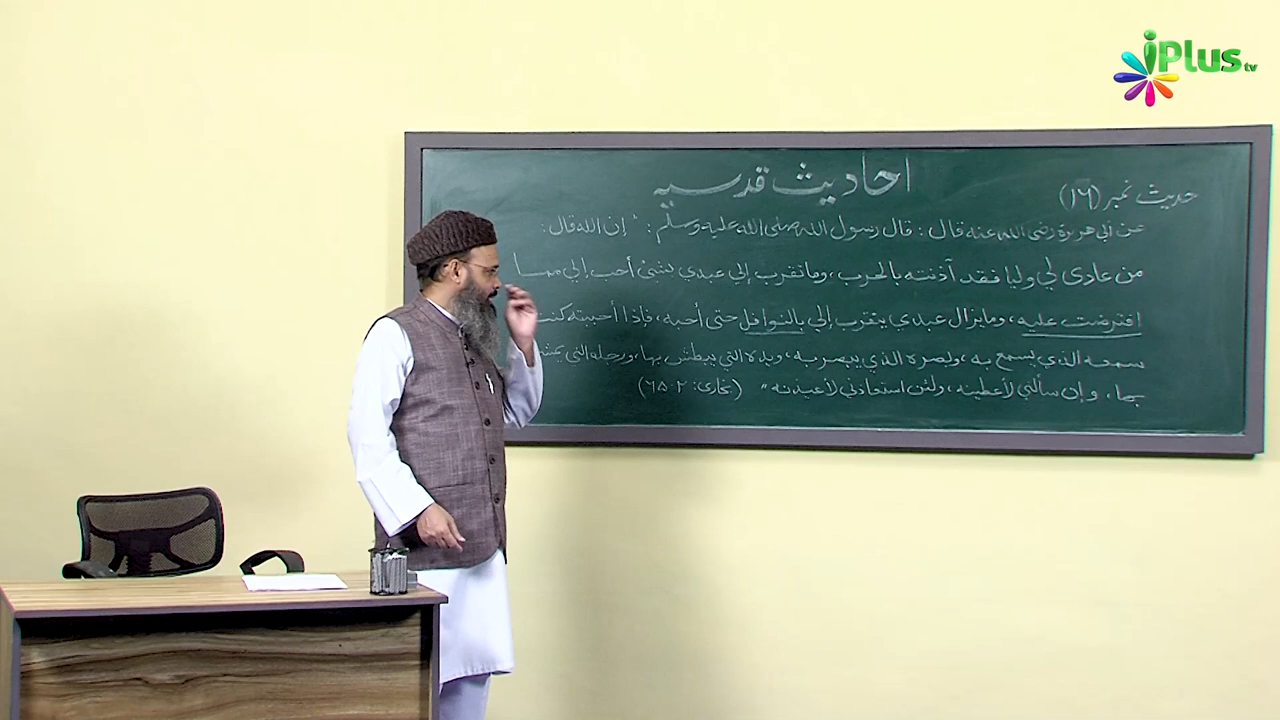 iPlus tv
احادیث قدسیہ
حدیث نمبر (١٦)
عن أبي هريرة رضي الله عنه قال : قال رسول الله صلى الله عليه وسلم : " إن الله قال :
من عادى لي وليا فقد آذنته بالحرب ، وما تقرب إلي عبدي بشيئ أحب إلي مما
افترضت عليه ، وما يزال عبدي يتقرب إلي بالنوافل حتى أحبه ، فإذا أحببته كنت
سمعه الذي يسمع به ، وبصره الذي يبصر به ، ويده التي يبطش بها ، ورجله التي
بها ، وإن سألني لأعطينه ، ولئن استعاذني لأعيذنه " (بخاری: ٦٥٠٢)